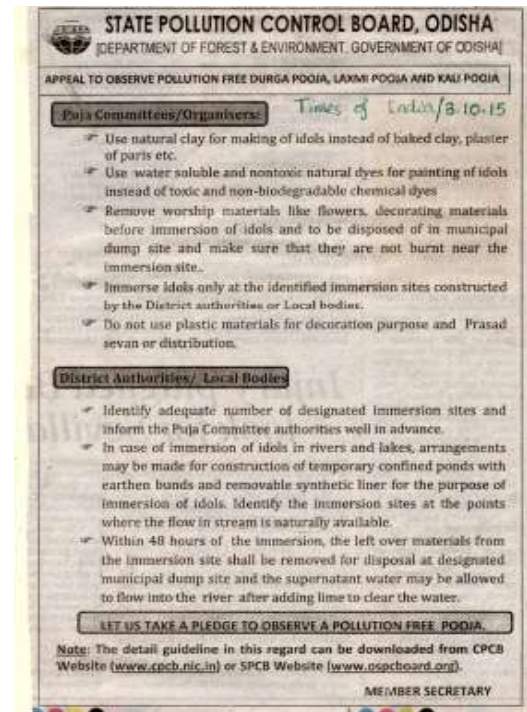 STATE POLLUTION CONTROL BOARD, ODISHA
[DEPARTMENT OF FOREST & ENVIRONMENT, GOVERNMENT OF ODISHA]
APPEAL TO OBSERVE POLLUTION FREE DURGA POOJA, LAXMI POOJA AND KALI POOJA
Puja Committees/Organisers:
Times of India/3.10.15
☞ Use natural clay for making of idols instead of baked clay, plaster
of paris etc.
☞ Use water soluble and nontoxic natural dyes for painting of idols
instead of toxic and non-biodegradable chemical dyes
☞ Remove worship materials like flowers, decorating materials
before immersion of idols and to be disposed of in municipal
dump site and make sure that they are not burnt near the
immersion site..
☞ Immerse idols only at the identified immersion sites constructed
by the District authorities or Local bodies.
☞ Do not use plastic materials for decoration purpose and Prasad
sevan or distribution.
District Authorities/ Local Bodies
☞ Identify adequate number of designated immersion sites and
inform the Puja Committee authorities well in advance.
☞ In case of immersion of idols in rivers and lakes, arrangements
may be made for construction of temporary confined ponds with
earthen bunds and removable synthetic liner for the purpose of
immersion of idols. Identify the immersion sites at the points
where the flow in stream is naturally available.
☞ Within 48 hours of the immersion, the left over materials from
the immersion site shall be removed for disposal at designated
municipal dump site and the supernatant water may be allowed
to flow into the river after adding lime to clear the water.
LET US TAKE A PLEDGE TO OBSERVE A POLLUTION FREE POOJA.
Note: The detail guideline in this regard can be downloaded from CPCB
Website (www.cpcb.nic.in) or SPCB Website (www.ospcboard.org).
MEMBER SECRETARY